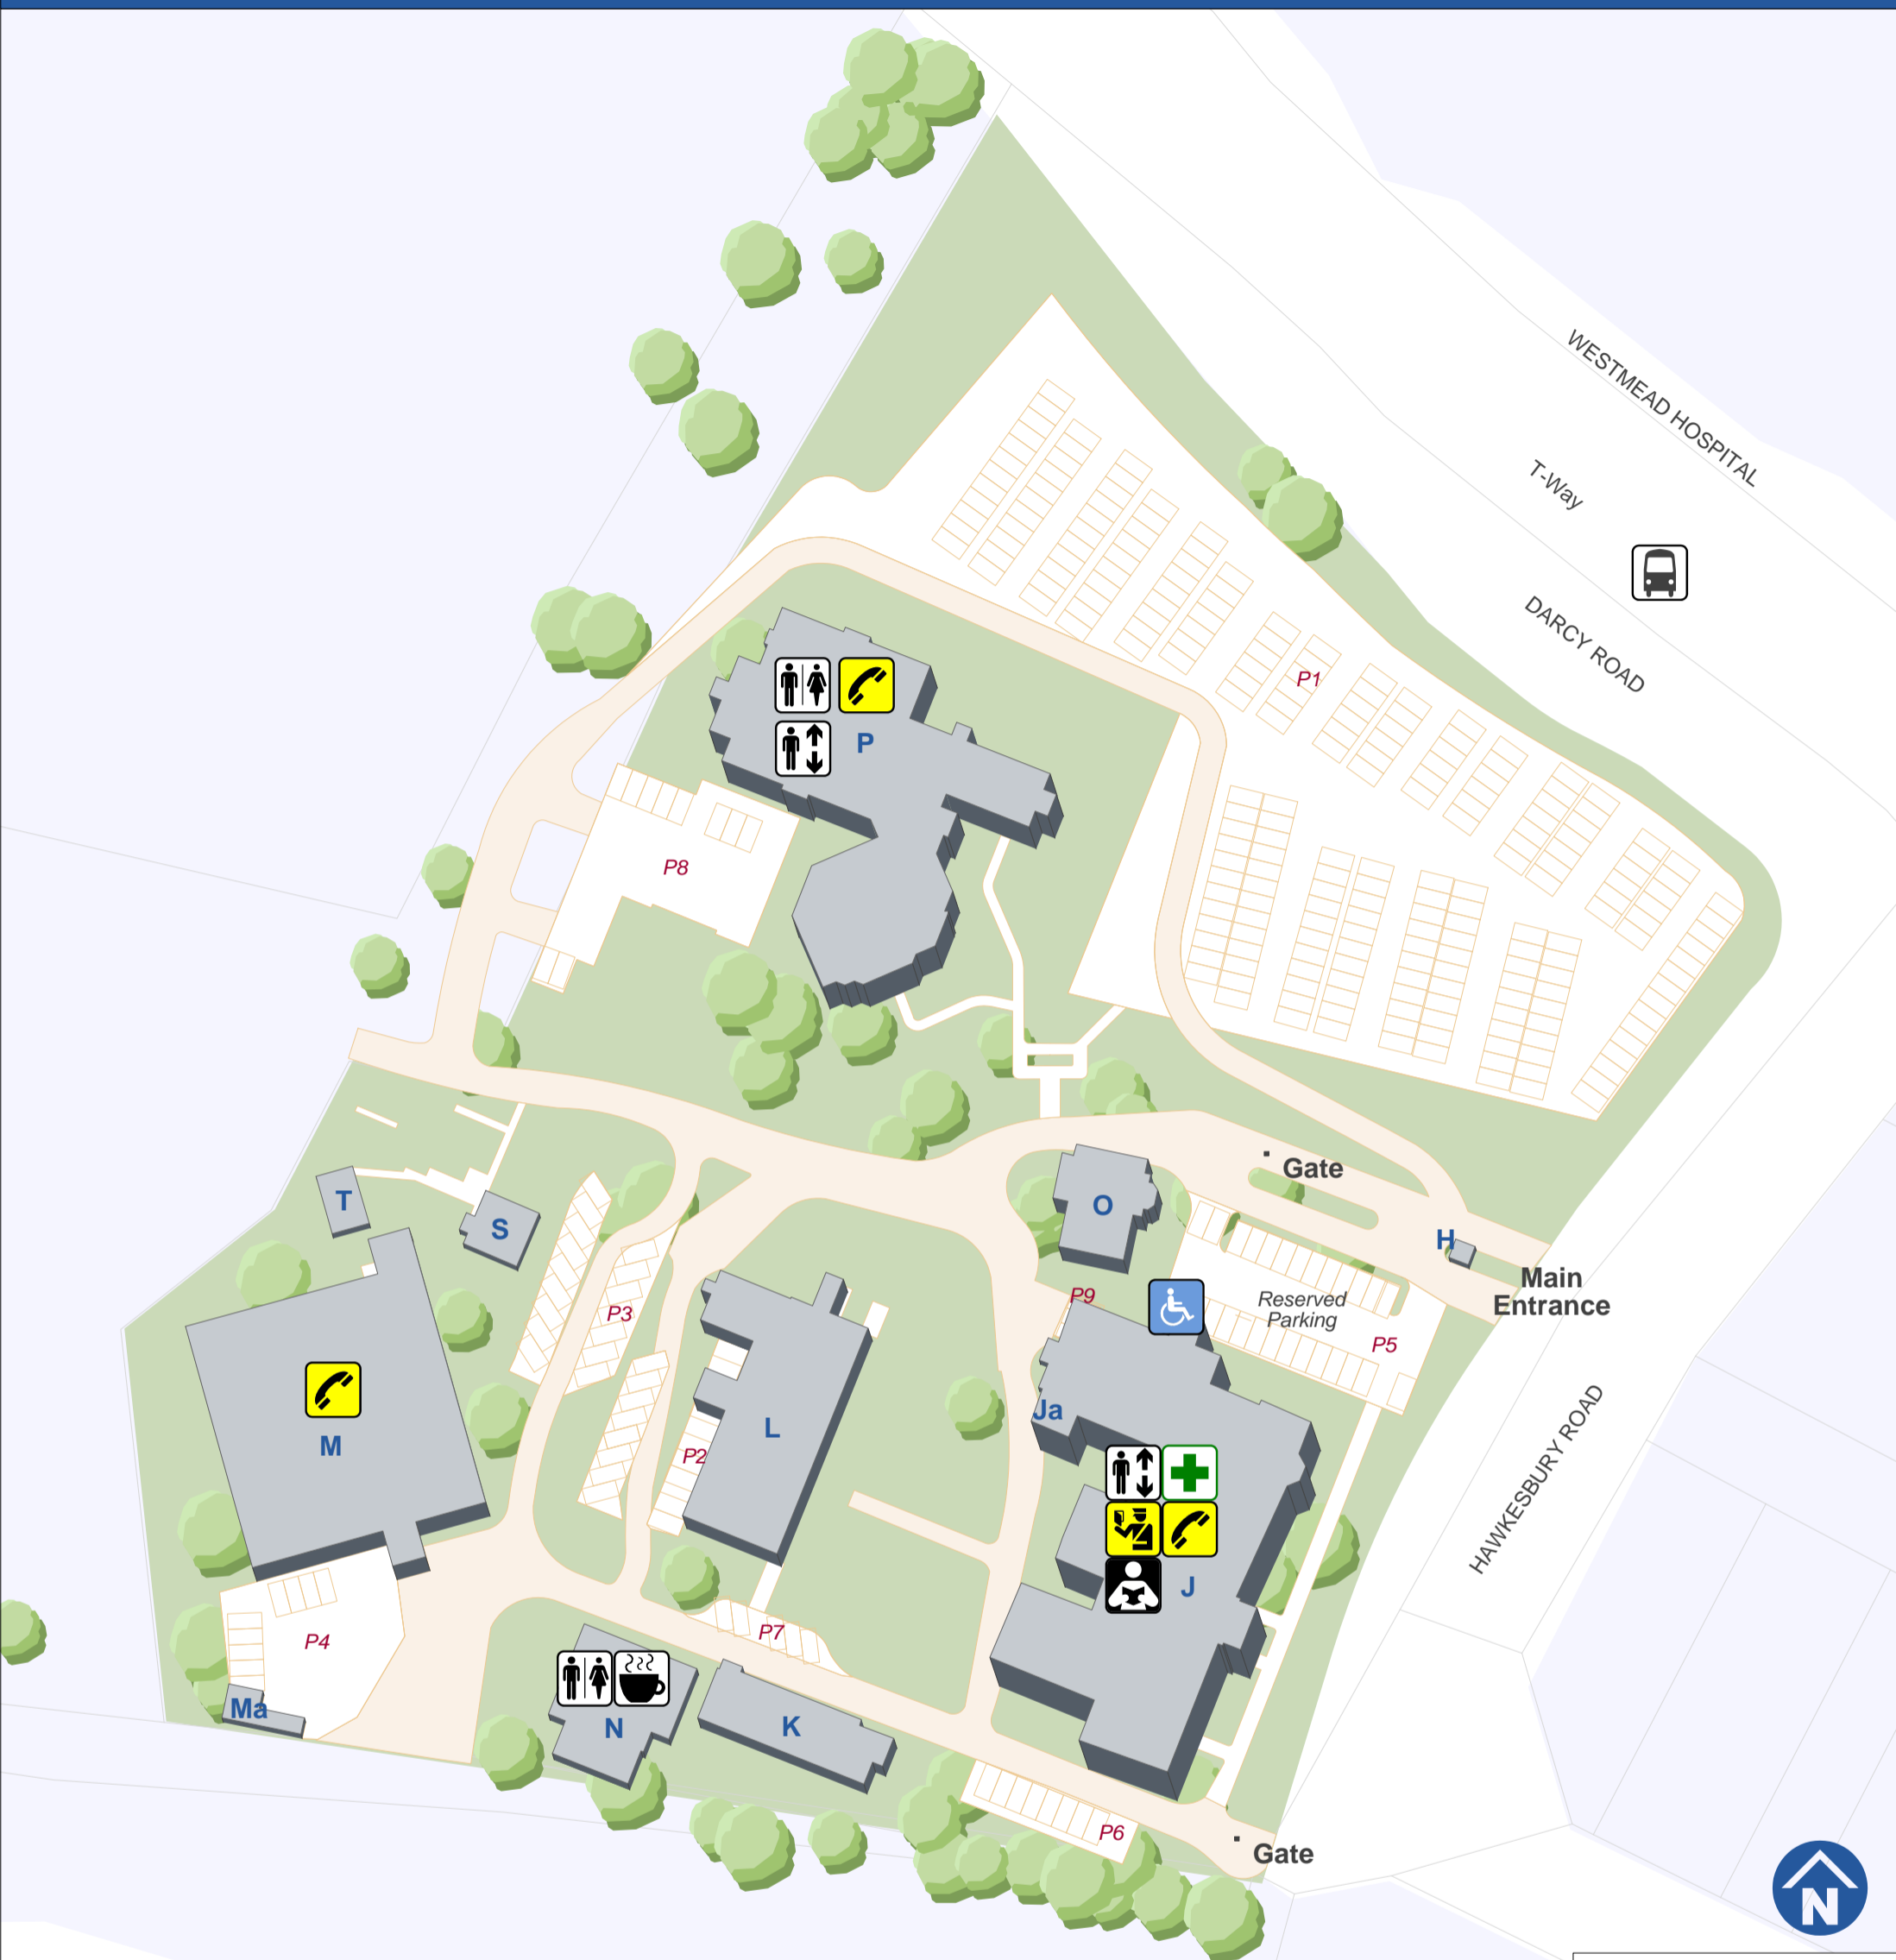 WESTMEAD HOSPITAL
T-Way
DARCY ROAD
P1
P
P8
Gate
O
H
T
S
Main
Entrance
P9
Reserved
Parking
P3
P5
Ja
L
M
P2
HAWKESBURY ROAD
J
P7
P4
Ma
N
K
P6
Gate
N